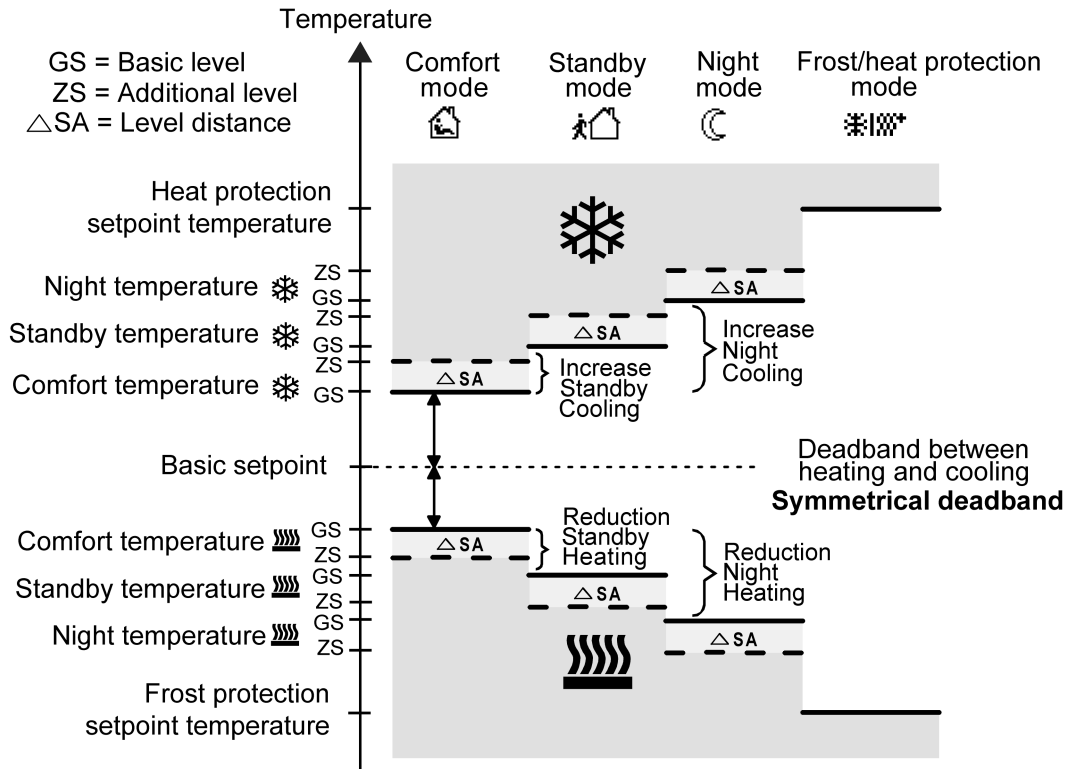 Temperature
GS = Basic level
ZS = Additional level
△SA = Level distance
Comfort
mode
Standby
mode
Night
mode
Frost/heat protection
mode
Heat protection
setpoint temperature
ZS
Night temperature
GS
ZS
Standby temperature
GS
ZS
Comfort temperature
GS
△SA
△SA
△SA
Increase
Standby
Cooling
Increase
Night
Cooling
Basic setpoint
Deadband between
heating and cooling
Symmetrical deadband
GS
Comfort temperature
ZS
GS
Standby temperature
ZS
GS
Night temperature
ZS
△SA
△SA
△SA
Reduction
Standby
Heating
Reduction
Night
Heating
Frost protection
setpoint temperature